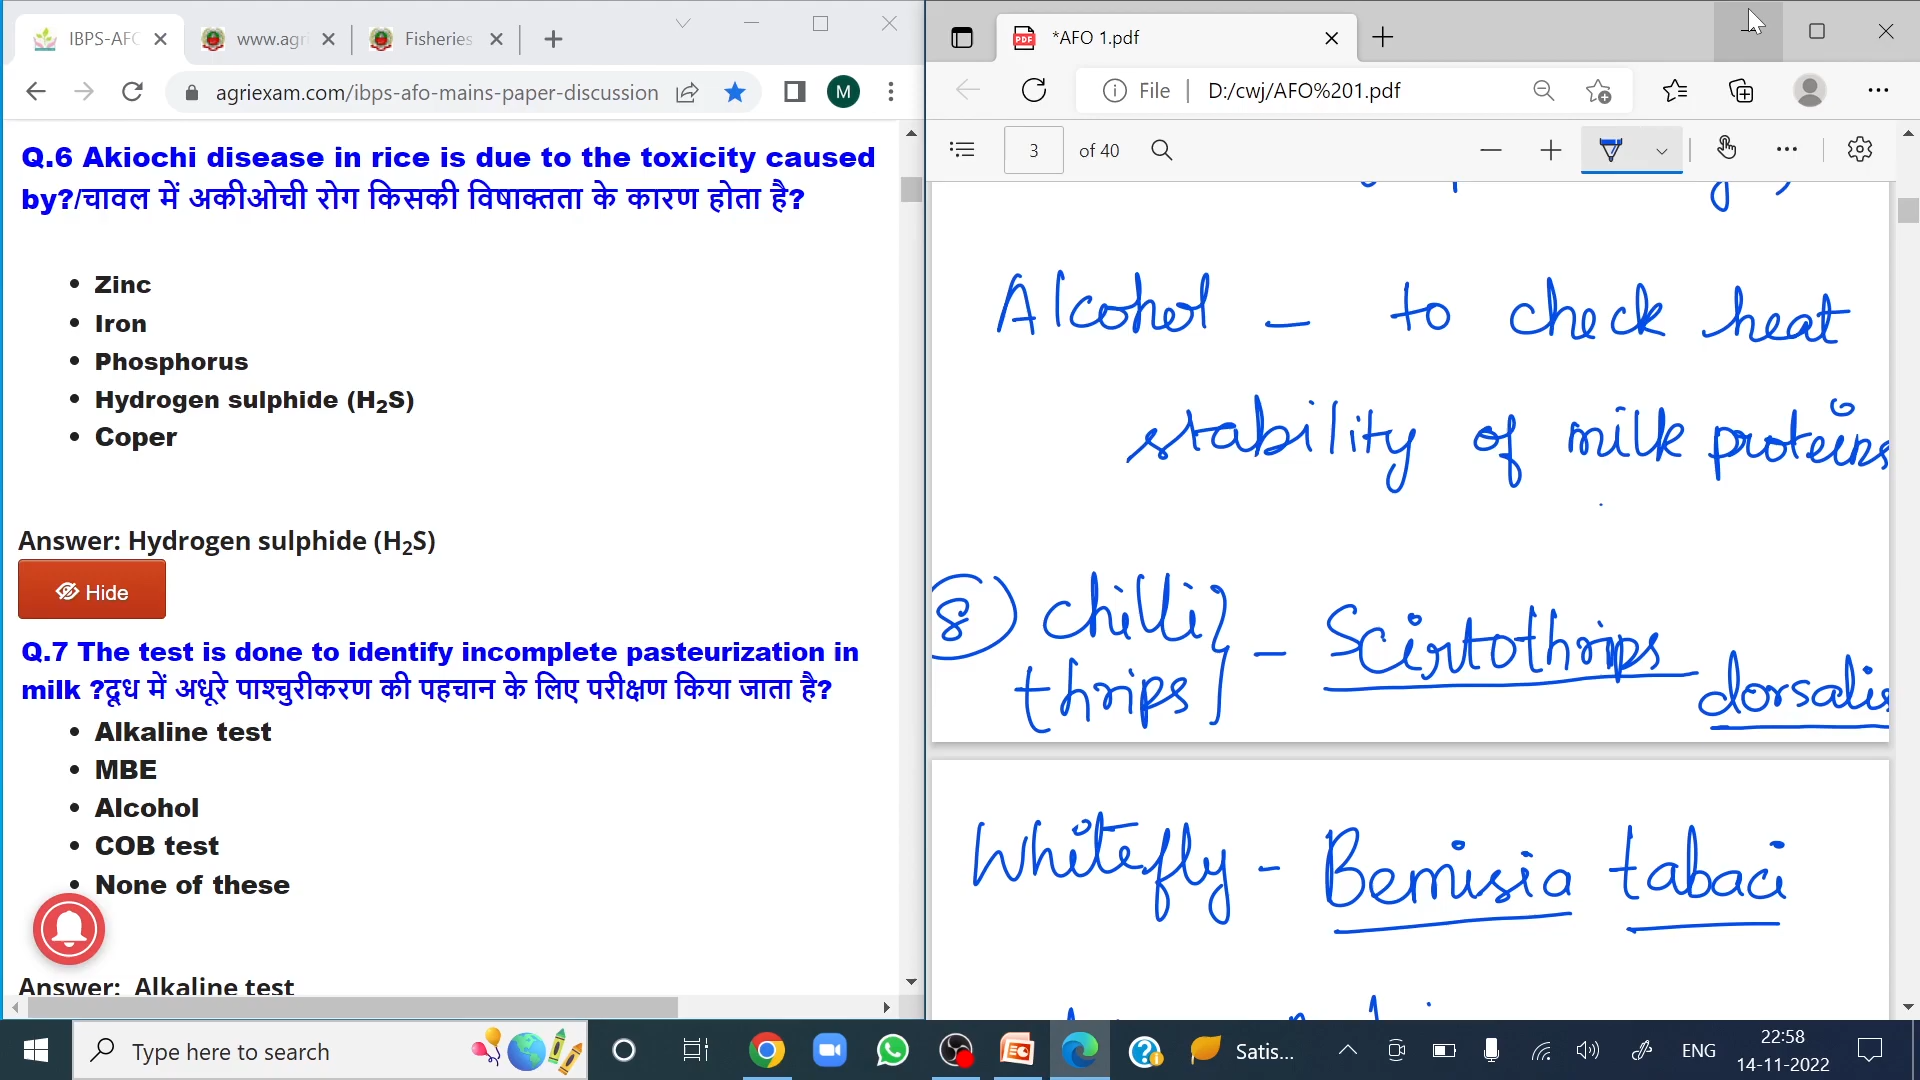 IBPS-AFC
www.agri
Fisheries
agriexam.com/ibps-afo-mains-paper-discussion
M
Q.6 Akiochi disease in rice is due to the toxicity caused
by?/चावल में अकीओची रोग किसकी विषाक्तता के कारण होता है?
Zinc
Iron
Phosphorus
Hydrogen sulphide (H₂S)
Coper
Answer: Hydrogen sulphide (H₂S)
Hide
Q.7 The test is done to identify incomplete pasteurization in
milk ?दूध में अधूरे पाश्चुरीकरण की पहचान के लिए परीक्षण किया जाता है?
Alkaline test
MBE
Alcohol
COB test
None of these
Answer: Alkaline test
PDF
*AFO 1.pdf
File D:/cwj/AFO%201.pdf
3 of 40
Alcohol – to check heat
stability of milk proteins
8) Chilli
thrips } – Scirtothrips
dorsalis
Whitefly - Bemisia tabaci
Type here to search
Satis...
ENG
22:58
14-11-2022